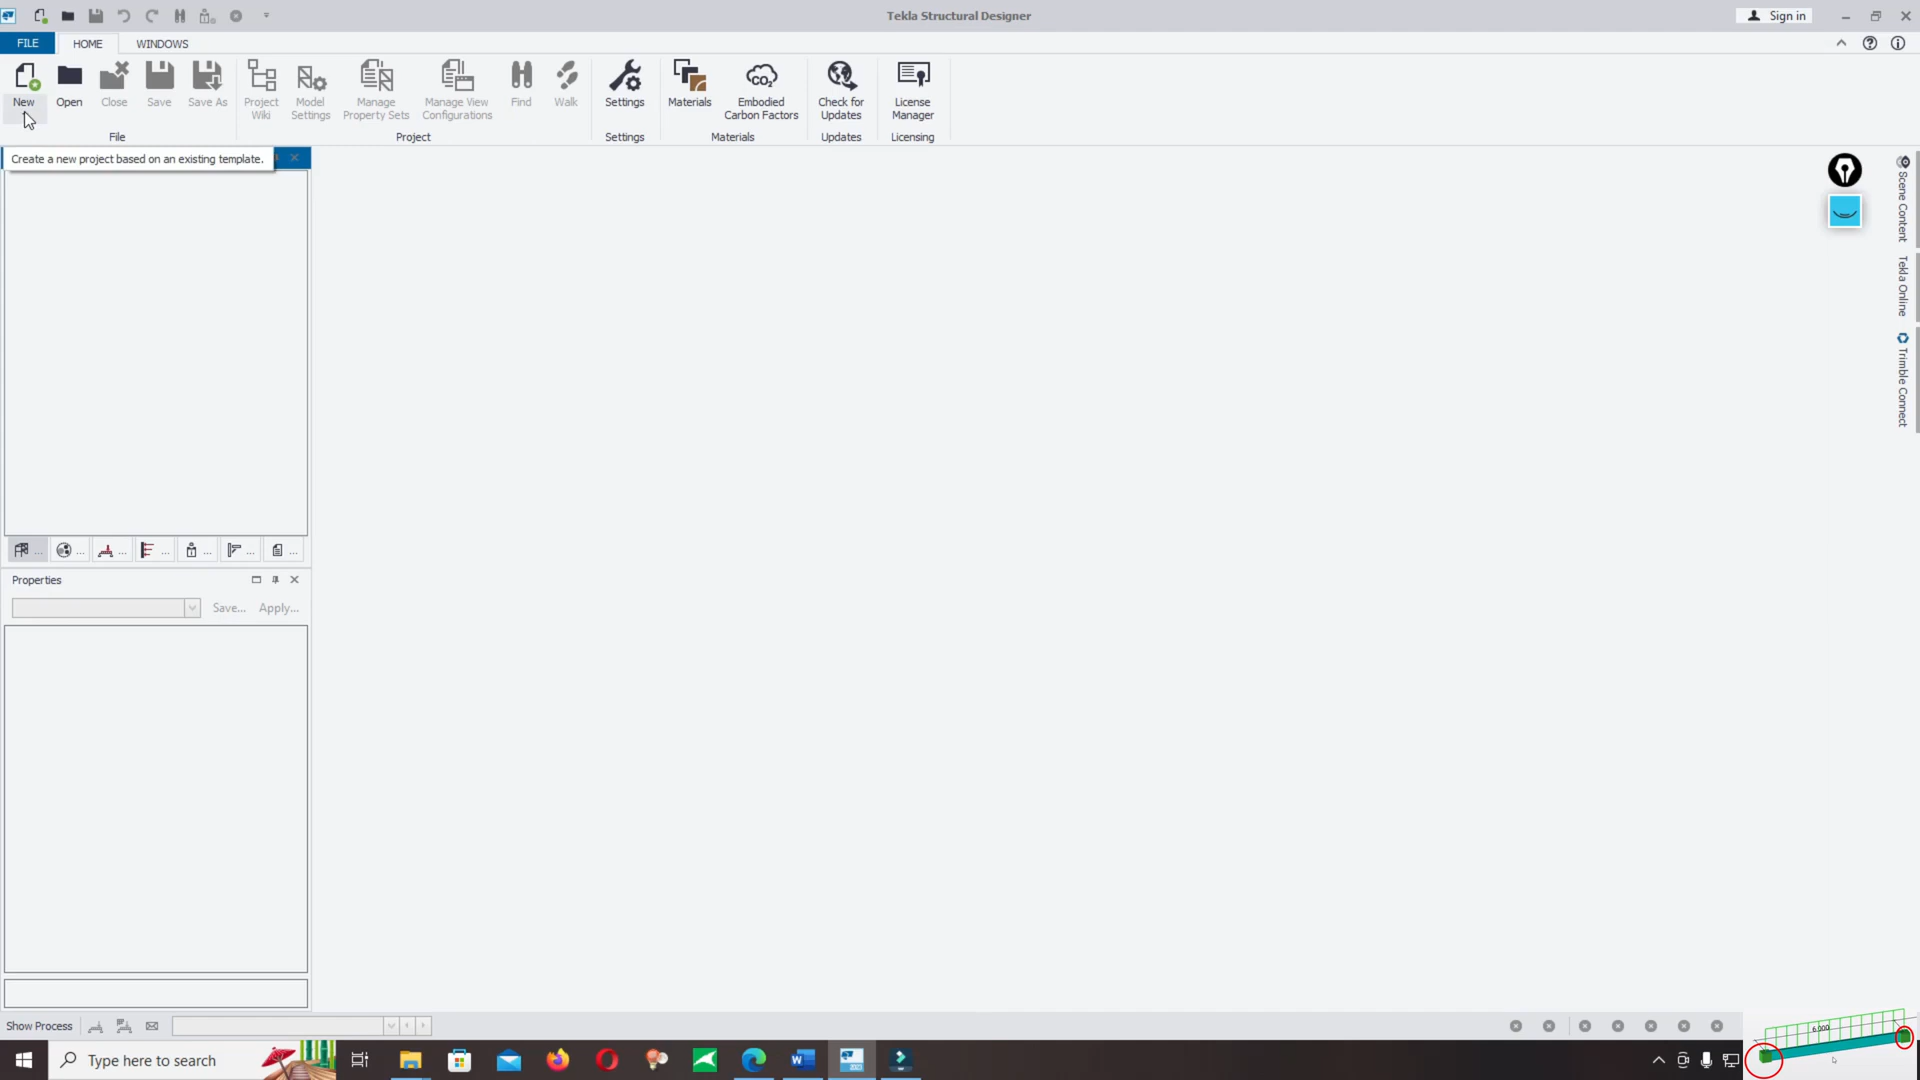 Tekla Structural Designer
Sign in
FILE
HOME
WINDOWS
New
Open
Close
Save
Save As
Project Wiki
Model Settings
Manage Property Sets
Manage View Configurations
Find
Walk
Settings
Materials
Embodied Carbon Factors
Check for Updates
License Manager
File
Project
Settings
Materials
Updates
Licensing
Create a new project based on an existing template.
Scene Content
Tekla Online
Trimble Connect
Properties
Save...
Apply...
Show Process
6.000
Type here to search